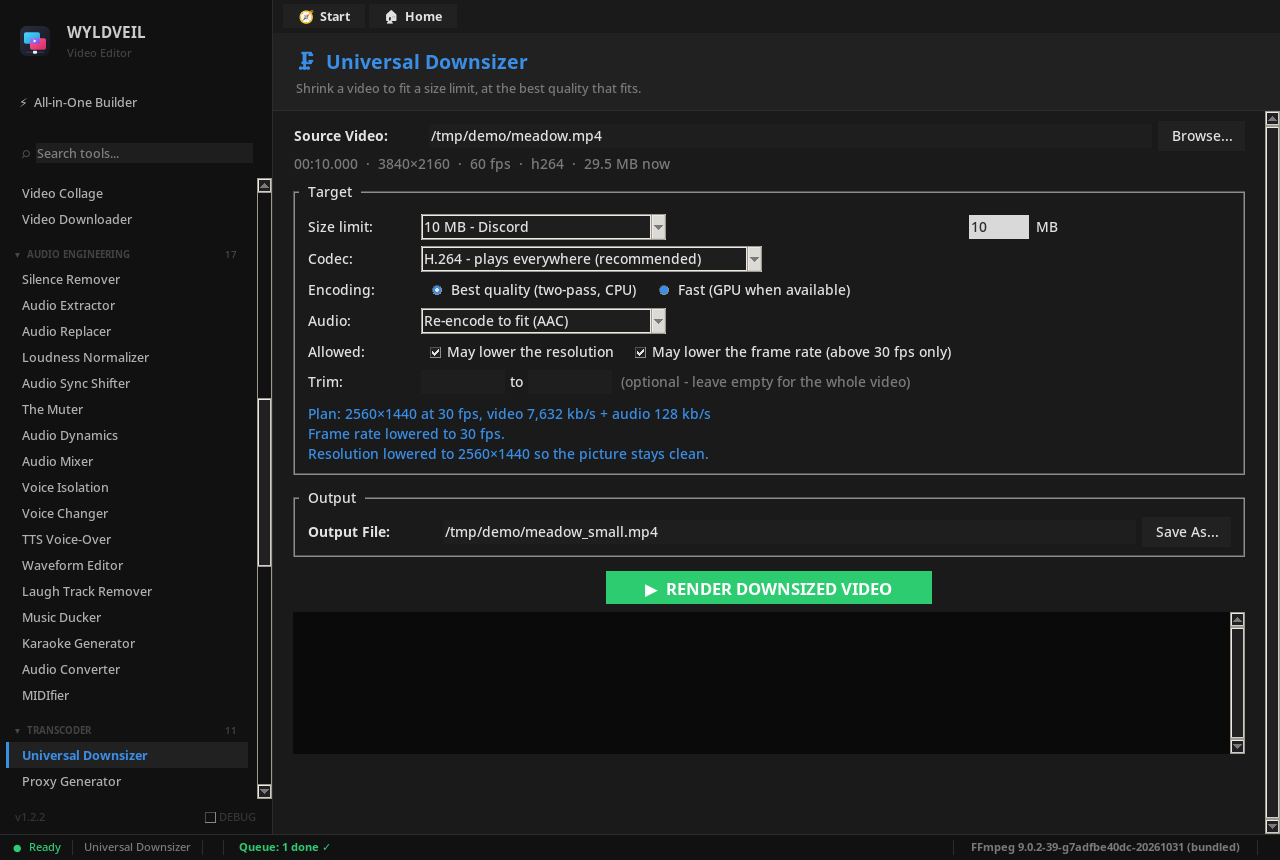 WYLDVEIL
Video Editor
⚡ All-in-One Builder
Search tools...
Video Collage
Video Downloader
▾ AUDIO ENGINEERING 17
Silence Remover
Audio Extractor
Audio Replacer
Loudness Normalizer
Audio Sync Shifter
The Muter
Audio Dynamics
Audio Mixer
Voice Isolation
Voice Changer
TTS Voice-Over
Waveform Editor
Laugh Track Remover
Music Ducker
Karaoke Generator
Audio Converter
MIDIfier
▾ TRANSCODER 11
Universal Downsizer
Proxy Generator
v1.2.2 DEBUG
Start Home
Universal Downsizer
Shrink a video to fit a size limit, at the best quality that fits.
Source Video: /tmp/demo/meadow.mp4 Browse...
00:10.000 · 3840×2160 · 60 fps · h264 · 29.5 MB now
Target
Size limit: 10 MB - Discord 10 MB
Codec: H.264 - plays everywhere (recommended)
Encoding: Best quality (two-pass, CPU) Fast (GPU when available)
Audio: Re-encode to fit (AAC)
Allowed: May lower the resolution May lower the frame rate (above 30 fps only)
Trim: to (optional - leave empty for the whole video)
Plan: 2560×1440 at 30 fps, video 7,632 kb/s + audio 128 kb/s
Frame rate lowered to 30 fps.
Resolution lowered to 2560×1440 so the picture stays clean.
Output
Output File: /tmp/demo/meadow_small.mp4 Save As...
▶ RENDER DOWNSIZED VIDEO
● Ready Universal Downsizer Queue: 1 done ✓ FFmpeg 9.0.2-39-g7adfbe40dc-20261031 (bundled)